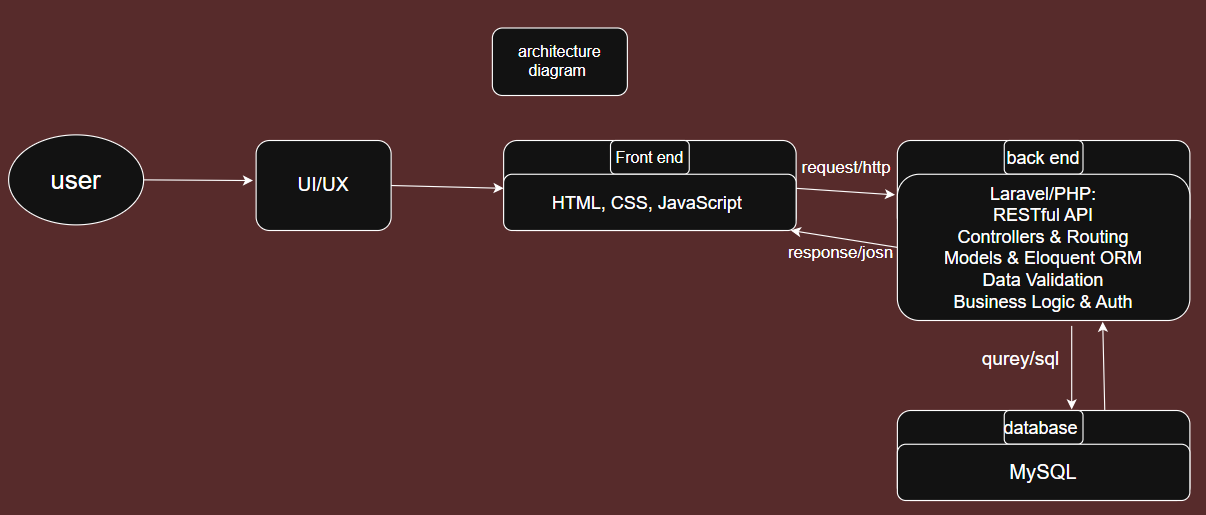 architecture
diagram
user
UI/UX
Front end
HTML, CSS, JavaScript
request/http
response/josn
back end
Laravel/PHP:
RESTful API
Controllers & Routing
Models & Eloquent ORM
Data Validation
Business Logic & Auth
qurey/sql
database
MySQL